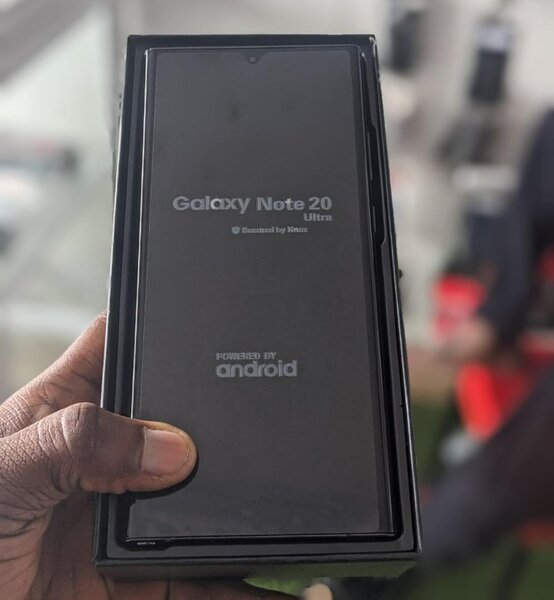 Galaxy Note 20
Ultra
Secured by Knox
POWERED BY
android